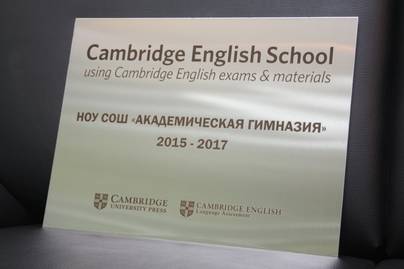 Cambridge English School
using Cambridge English exams & materials
НОУ СОШ «АКАДЕМИЧЕСКАЯ ГИМНАЗИЯ»
2015 - 2017
CAMBRIDGE
UNIVERSITY PRESS
CAMBRIDGE ENGLISH
Language Assessment